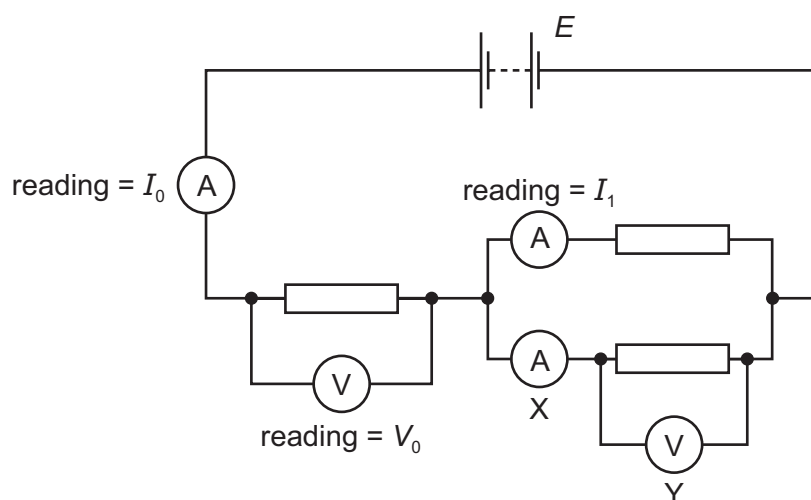 E
reading = I₀
A
reading = I₁
A
A
X
V
reading = V₀
V
Y